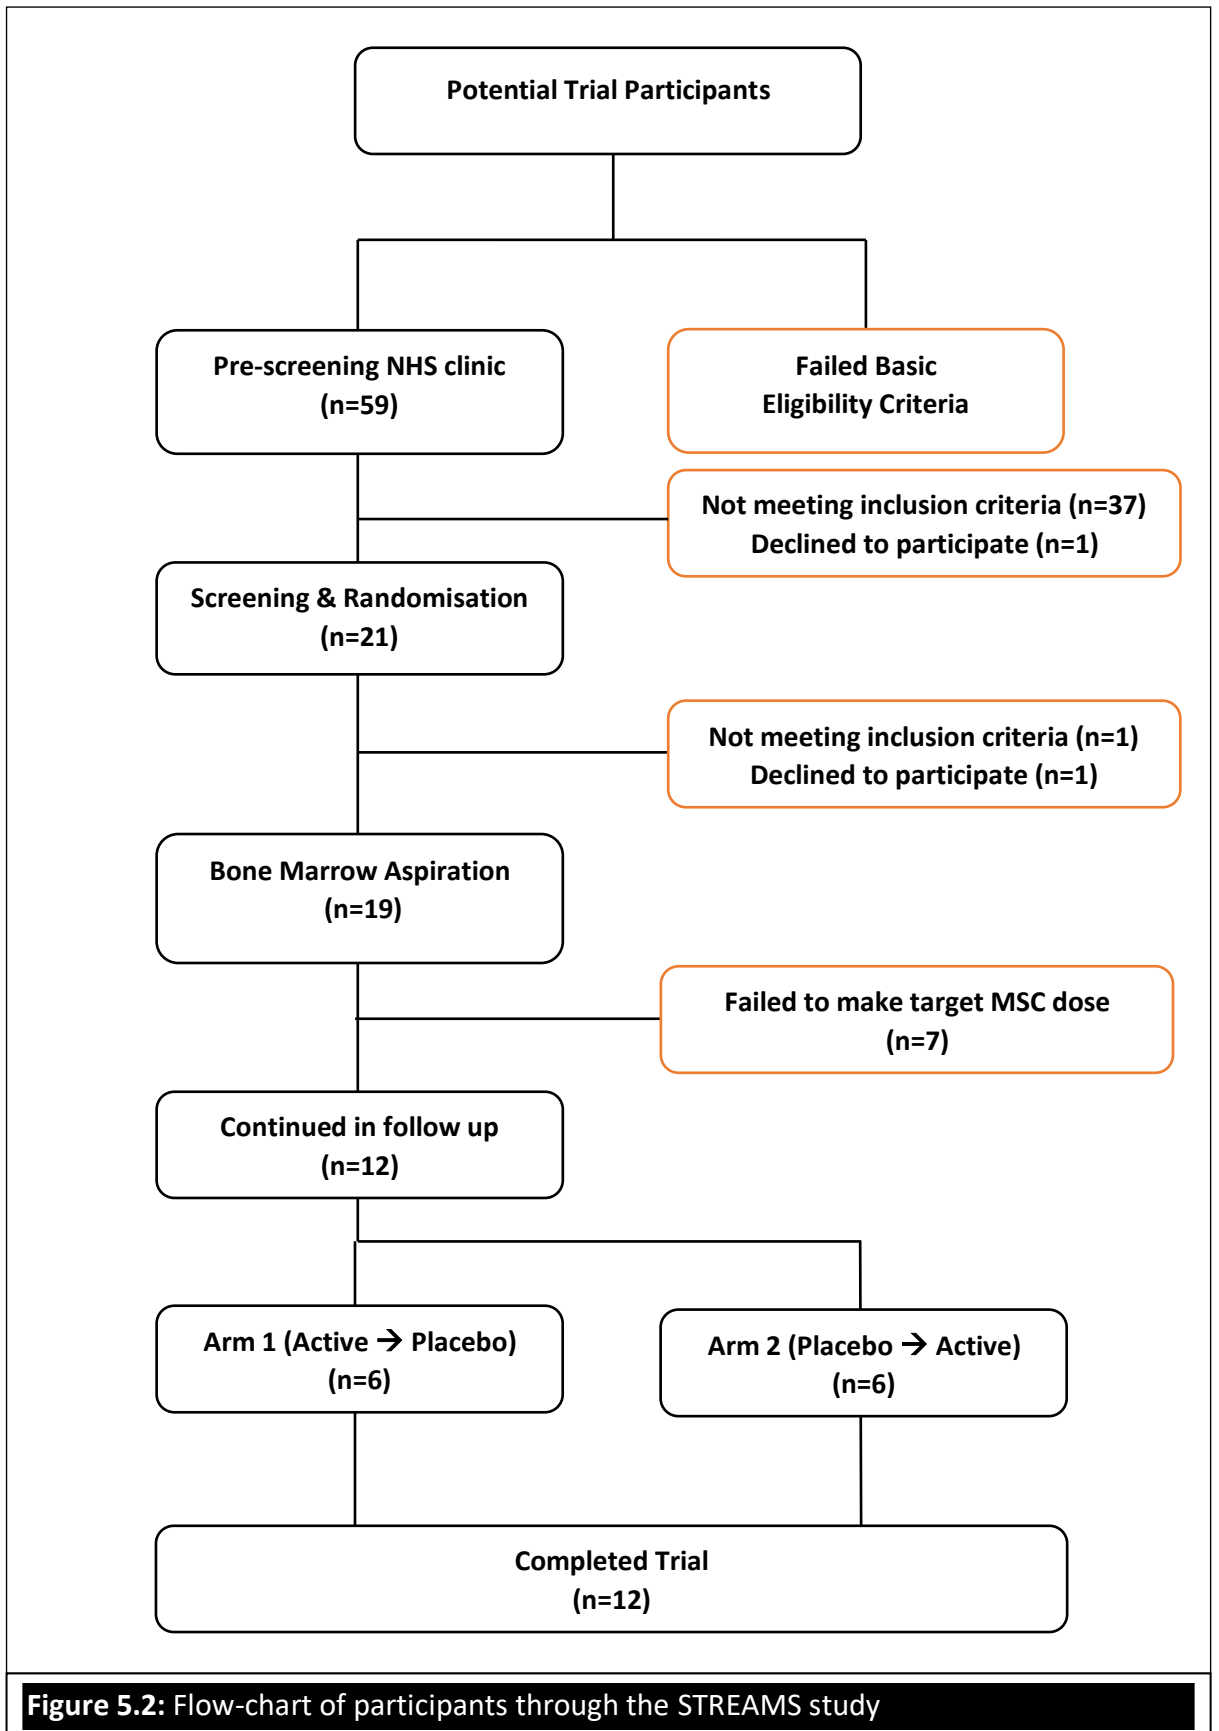 Potential Trial Participants
Pre-screening NHS clinic
(n=59)
Failed Basic
Eligibility Criteria
Not meeting inclusion criteria (n=37)
Declined to participate (n=1)
Screening & Randomisation
(n=21)
Not meeting inclusion criteria (n=1)
Declined to participate (n=1)
Bone Marrow Aspiration
(n=19)
Failed to make target MSC dose
(n=7)
Continued in follow up
(n=12)
Arm 1 (Active → Placebo)
(n=6)
Arm 2 (Placebo → Active)
(n=6)
Completed Trial
(n=12)
Figure 5.2: Flow-chart of participants through the STREAMS study